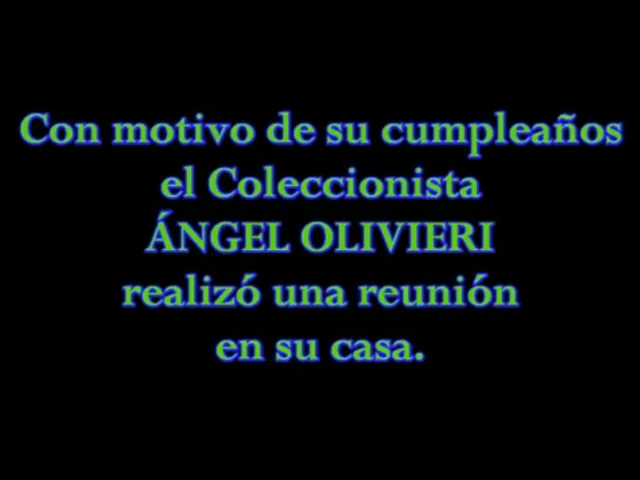 Con motivo de su cumpleaños
el Coleccionista
ÁNGEL OLIVIERI
realizó una reunión
en su casa.